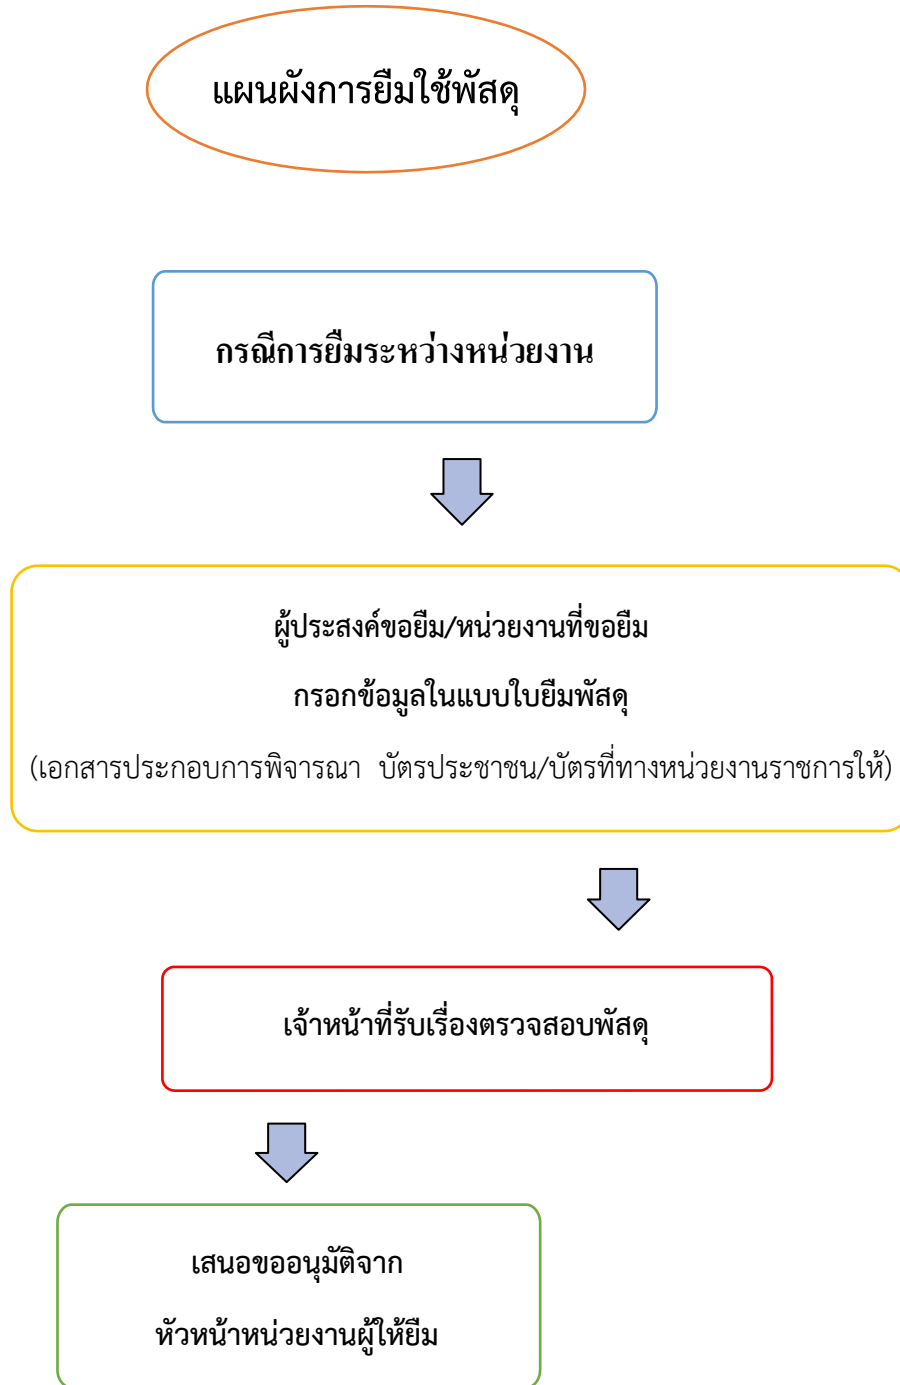 แผนผังการยืมใช้พัสดุ
กรณีการยืมระหว่างหน่วยงาน
ผู้ประสงค์ขอยืม/หน่วยงานที่ขอยืม
กรอกข้อมูลในแบบใบยืมพัสดุ
(เอกสารประกอบการพิจารณา บัตรประชาชน/บัตรที่ทางหน่วยงานราชการให้)
เจ้าหน้าที่รับเรื่องตรวจสอบพัสดุ
เสนอขออนุมัติจาก
หัวหน้าหน่วยงานผู้ให้ยืม